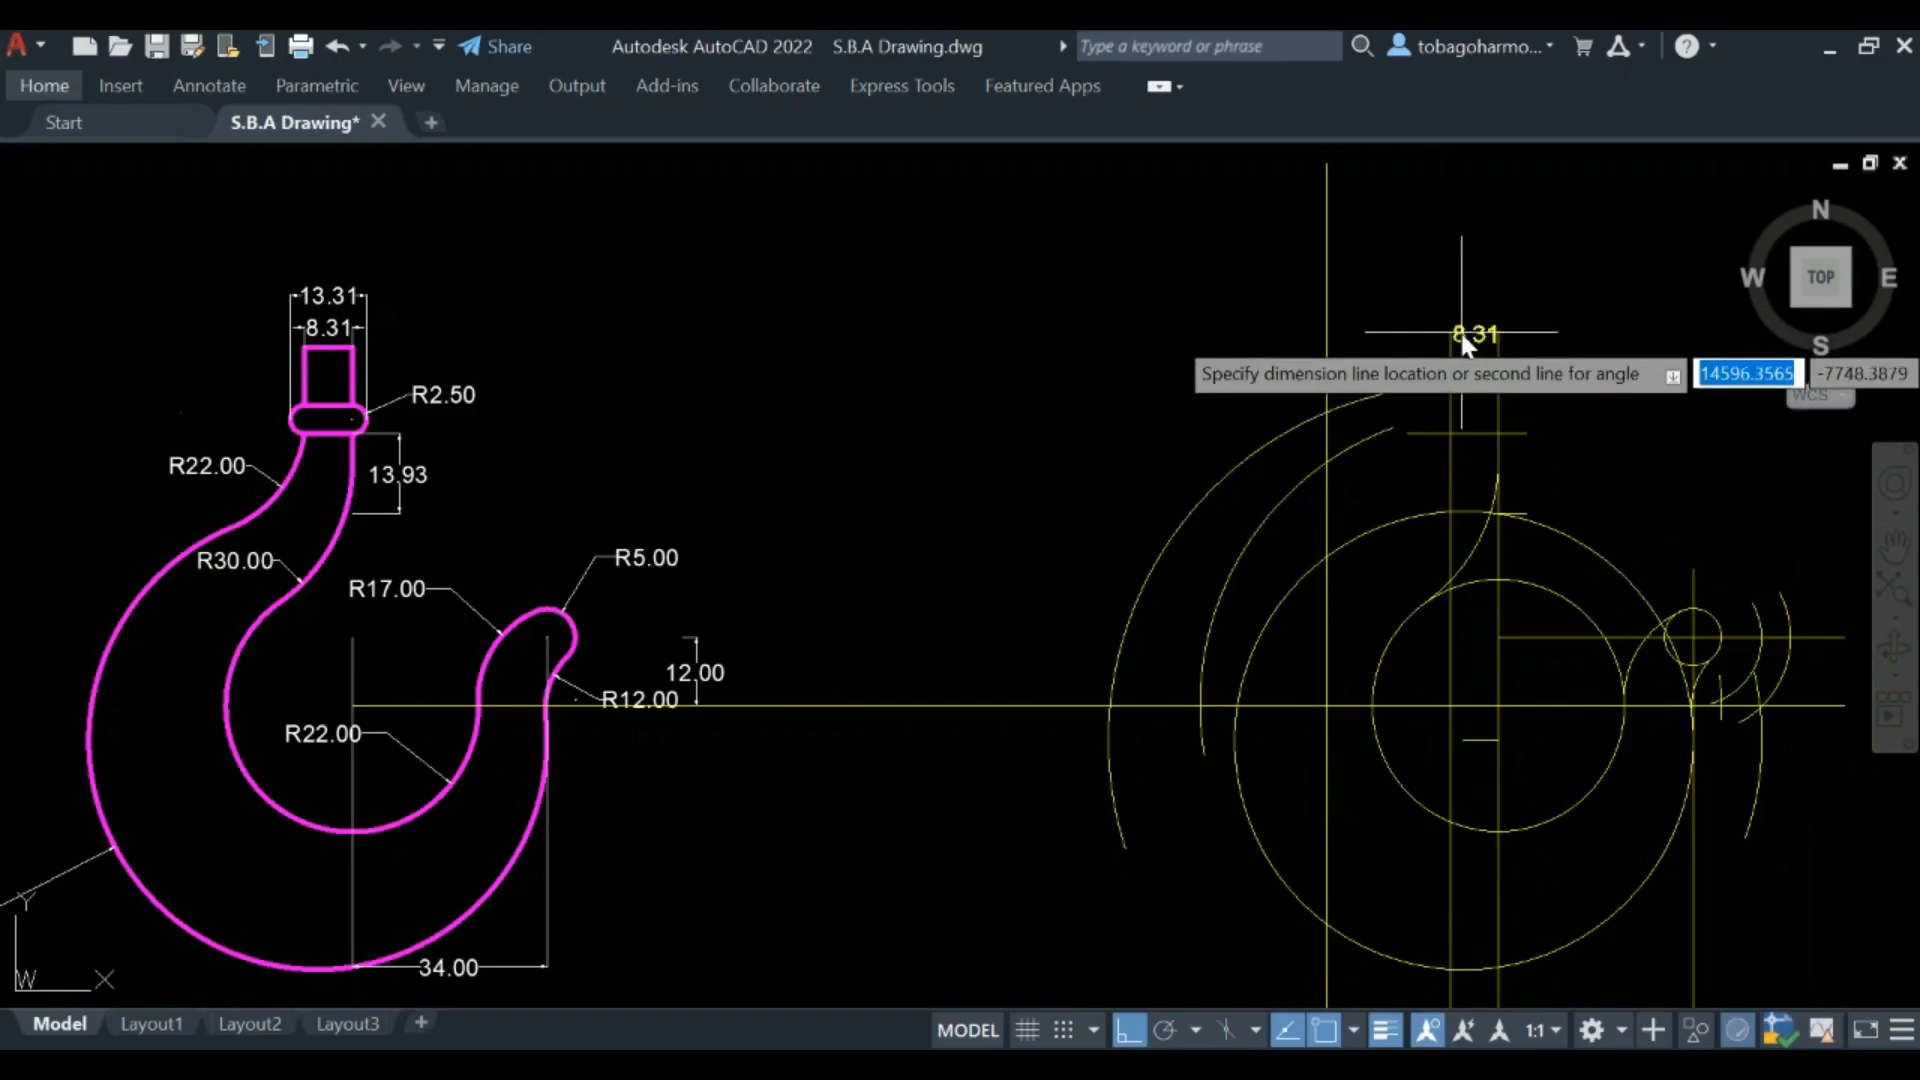 Share
Autodesk AutoCAD 2022 S.B.A Drawing.dwg
Type a keyword or phrase
tobagoharmo...
Home Insert Annotate Parametric View Manage Output Add-ins Collaborate Express Tools Featured Apps
Start
S.B.A Drawing*
N
W TOP E
S
WCS
13.31
8.31
8.31
Specify dimension line location or second line for angle
14596.3565
-7748.3879
R2.50
R22.00
13.93
R30.00
R17.00
R5.00
12.00
R12.00
R22.00
34.00
Y
W X
Model Layout1 Layout2 Layout3
MODEL
1:1